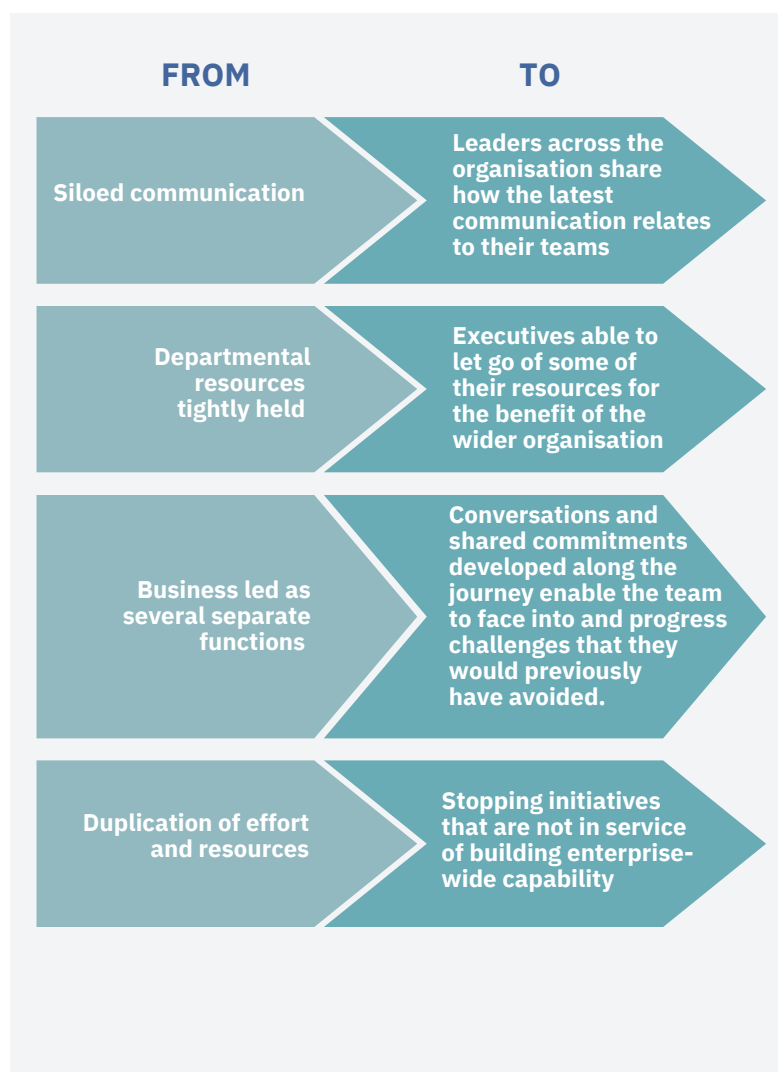 FROM
TO
Siloed communication
Leaders across the
organisation share
how the latest
communication relates
to their teams
Departmental
resources
tightly held
Executives able to
let go of some of
their resources for
the benefit of the
wider organisation
Business led as
several separate
functions
Conversations and
shared commitments
developed along the
journey enable the team
to face into and progress
challenges that they
would previously
have avoided.
Duplication of effort
and resources
Stopping initiatives
that are not in service
of building enterprise-
wide capability